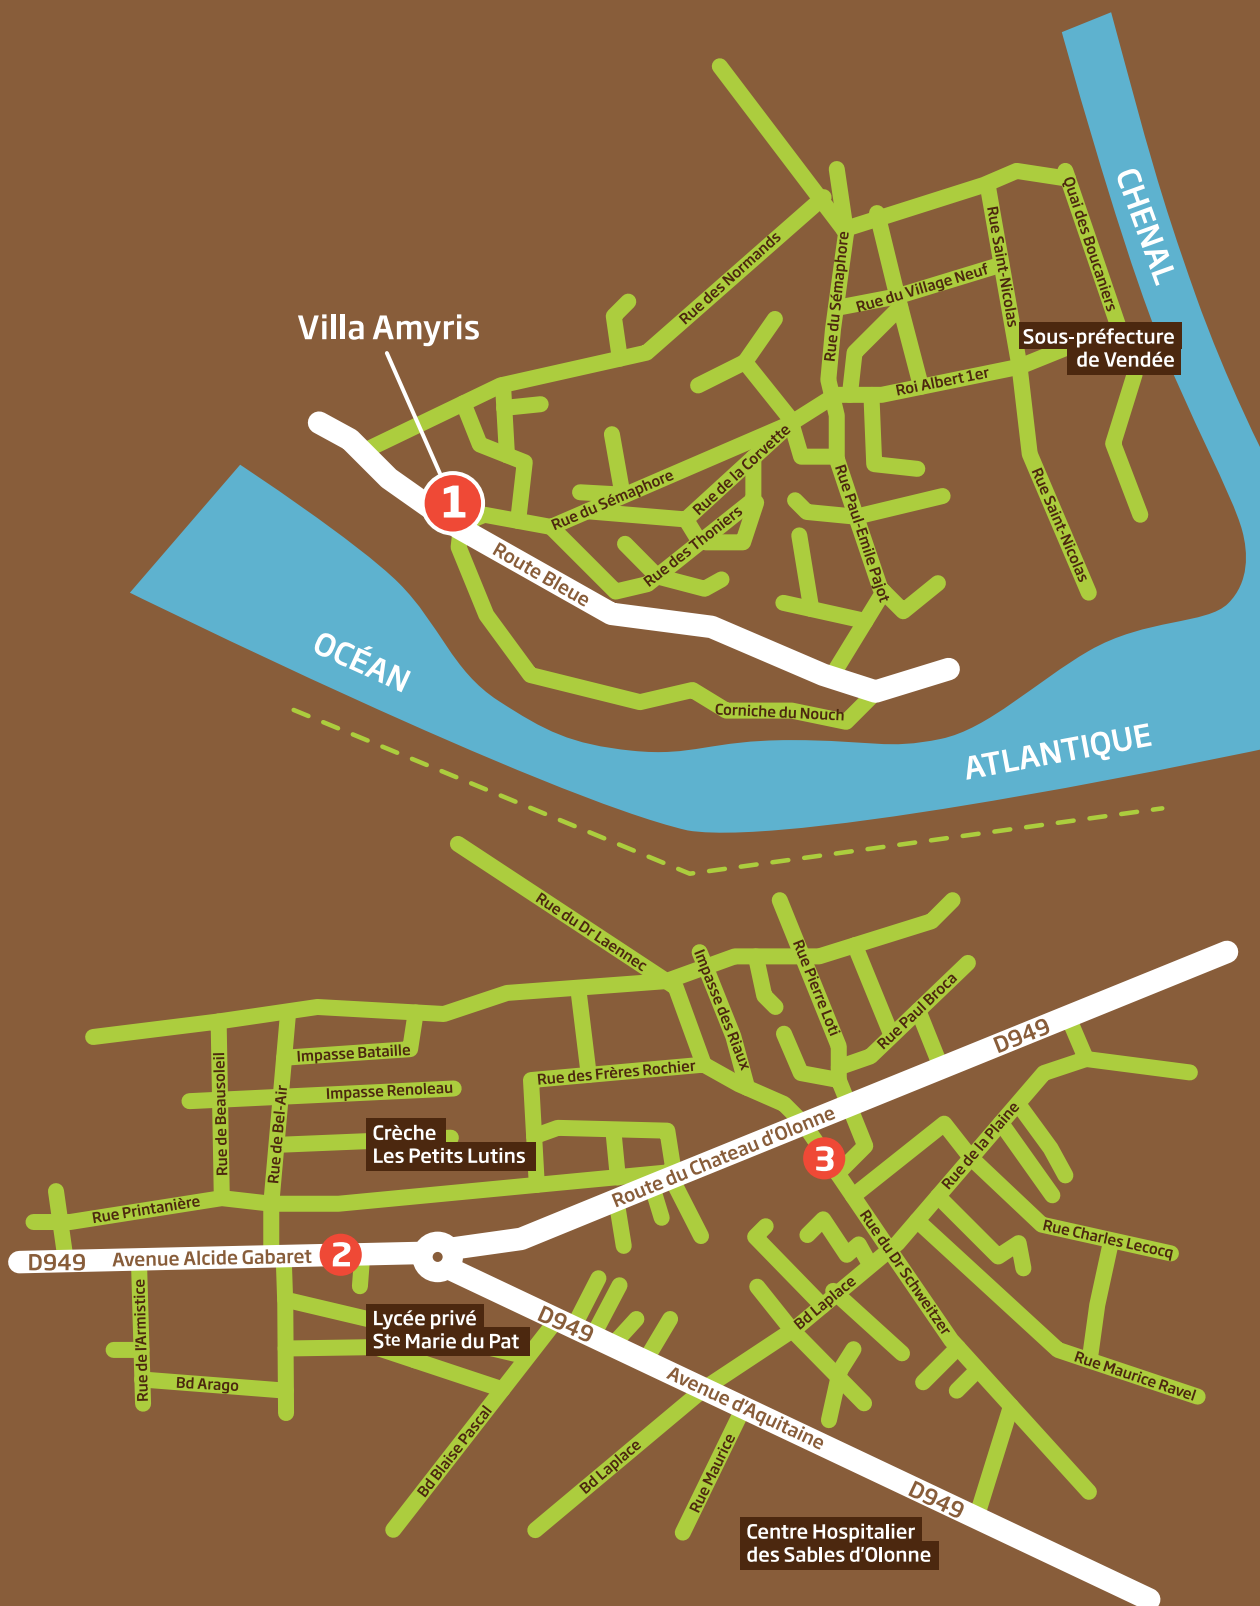 CHENAL
Quai des Boucaniers
Rue Saint-Nicolas
Rue des Normands
Rue du Sémaphore
Rue du Village Neuf
Villa Amyris
Sous-préfecture
de Vendée
Roi Albert 1er
1
Rue du Sémaphore
Rue de la Corvette
Rue des Thoniers
Rue Paul-Emile Pajot
Rue Saint-Nicolas
Route Bleue
OCÉAN
Corniche du Nouch
ATLANTIQUE
Rue du Dr Laennec
Impasse des Riaux
Rue Pierre Loti
Rue Paul Broca
D949
Impasse Bataille
Rue de Beausoleil
Rue de Bel-Air
Impasse Renoleau
Rue des Frères Rochier
Crèche
Les Petits Lutins
Route du Chateau d'Olonne
3
Rue de la Plaine
Rue Printanière
D949
Avenue Alcide Gabaret
2
Rue Charles Lecocq
Rue du Dr Schweitzer
Bd Laplace
Rue de l'Armistice
Lycée privé
Ste Marie du Pat
D949
Bd Arago
Rue Maurice Ravel
Avenue d'Aquitaine
Bd Blaise Pascal
Bd Laplace
Rue Maurice
D949
Centre Hospitalier
des Sables d'Olonne